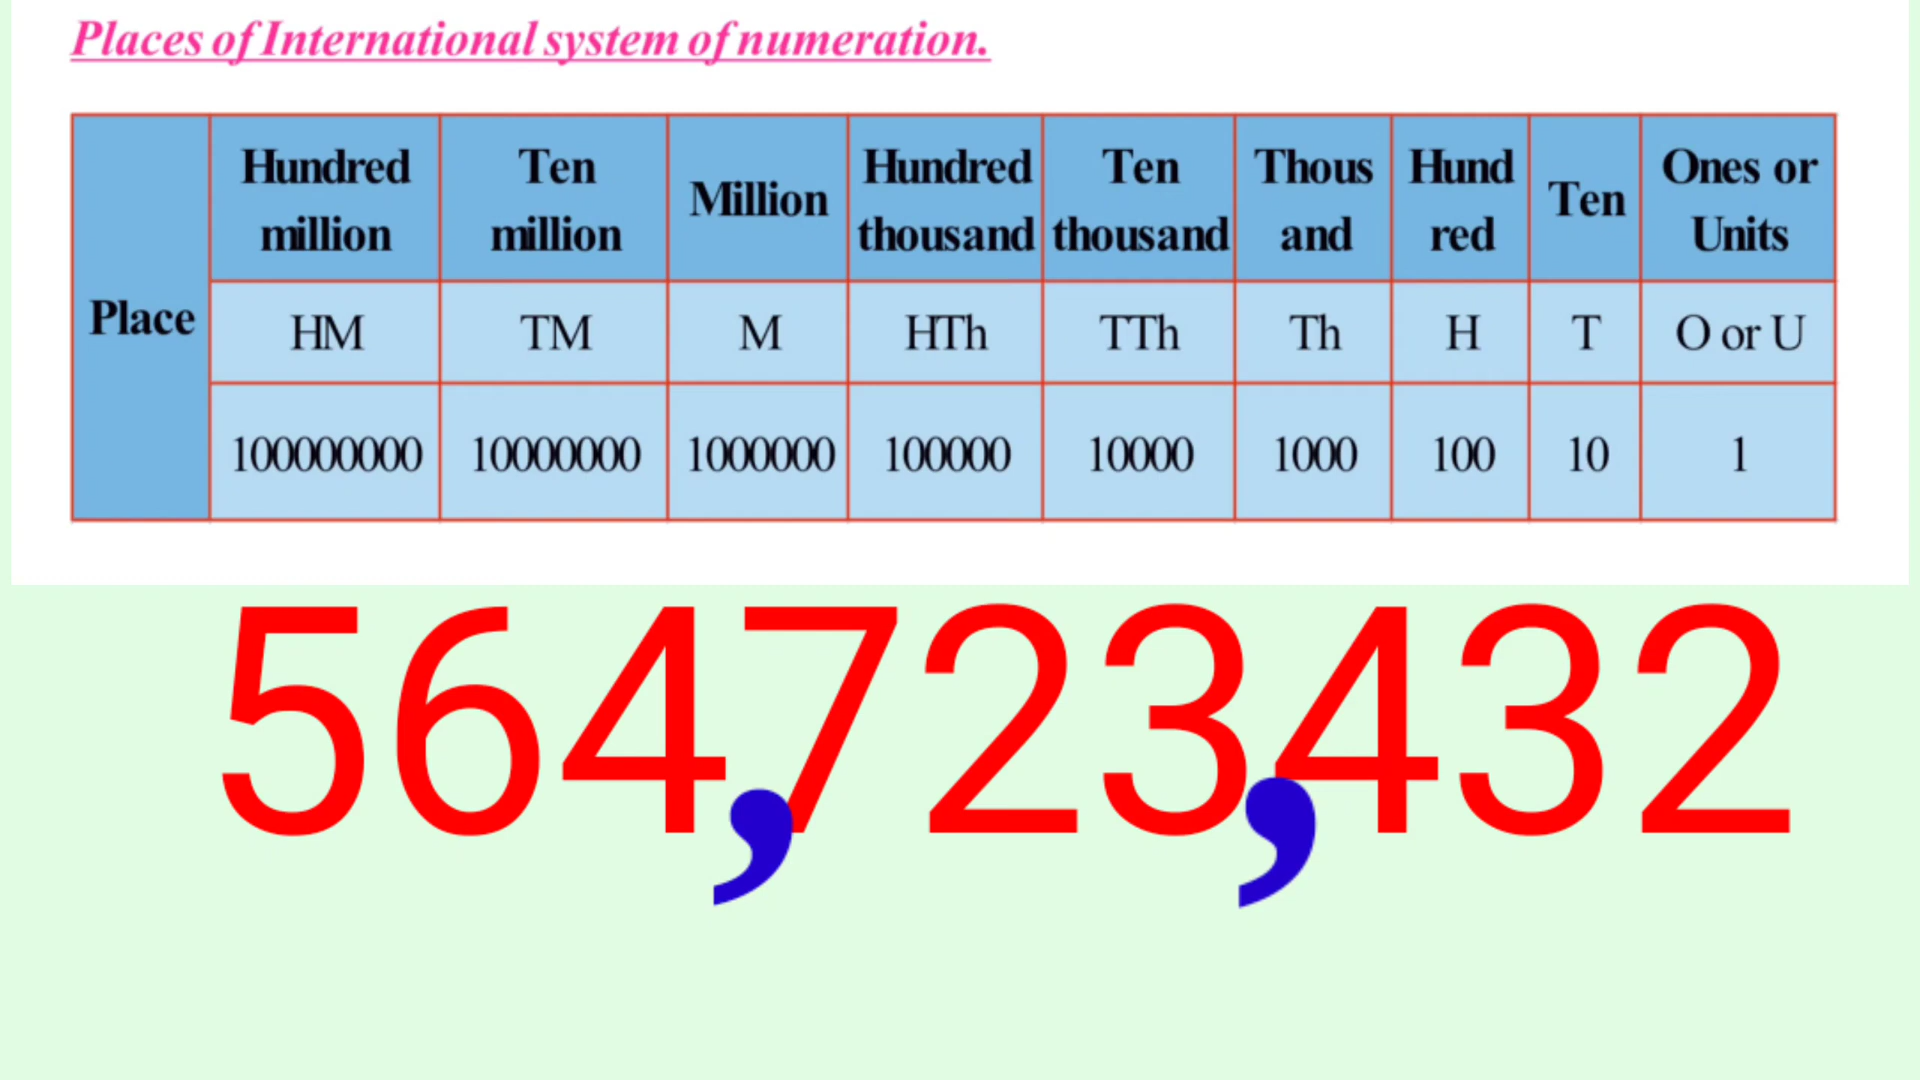 Places of International system of numeration.
Place
Hundred million
Ten million
Million
Hundred thousand
Ten thousand
Thous and
Hund red
Ten
Ones or Units
HM TM M HTh TTh Th H T O or U
100000000 10000000 1000000 100000 10000 1000 100 10 1
564,723,432